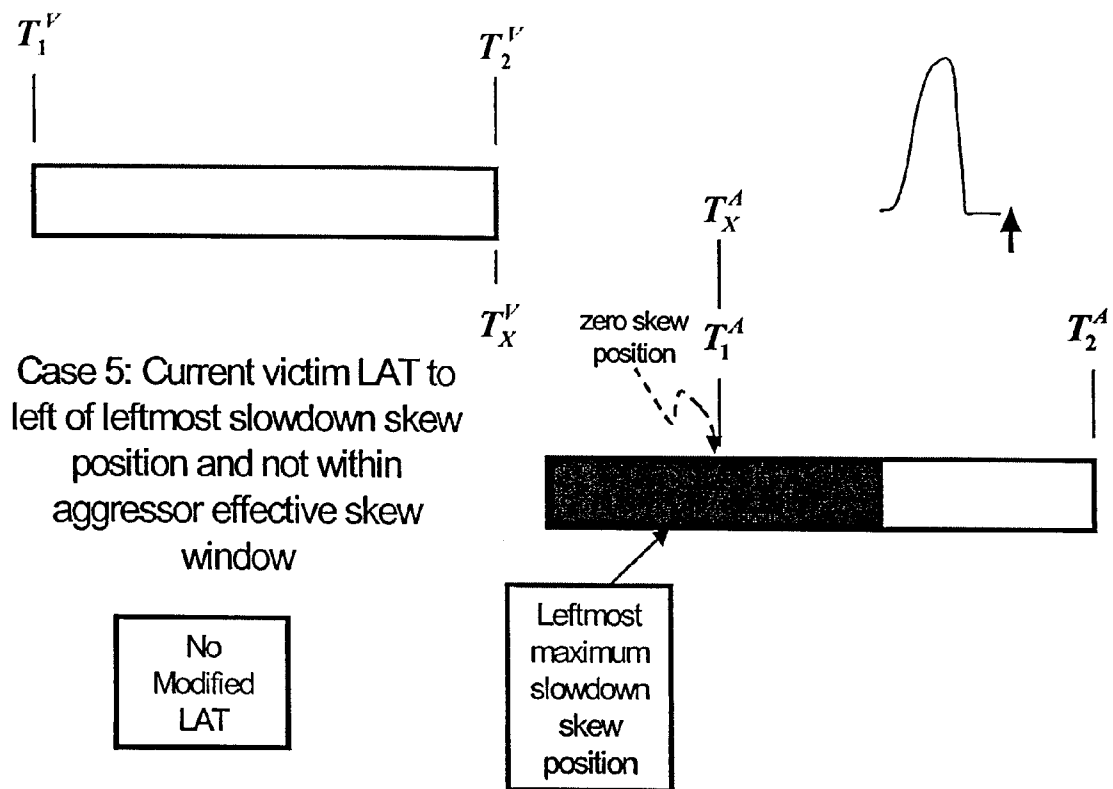 T₁ⱽ
T₂ⱽ
Tₓᴬ
Tₓⱽ
zero skew
position
T₁ᴬ
T₂ᴬ
Case 5: Current victim LAT to
left of leftmost slowdown skew
position and not within
aggressor effective skew
window
No
Modified
LAT
Leftmost
maximum
slowdown
skew
position